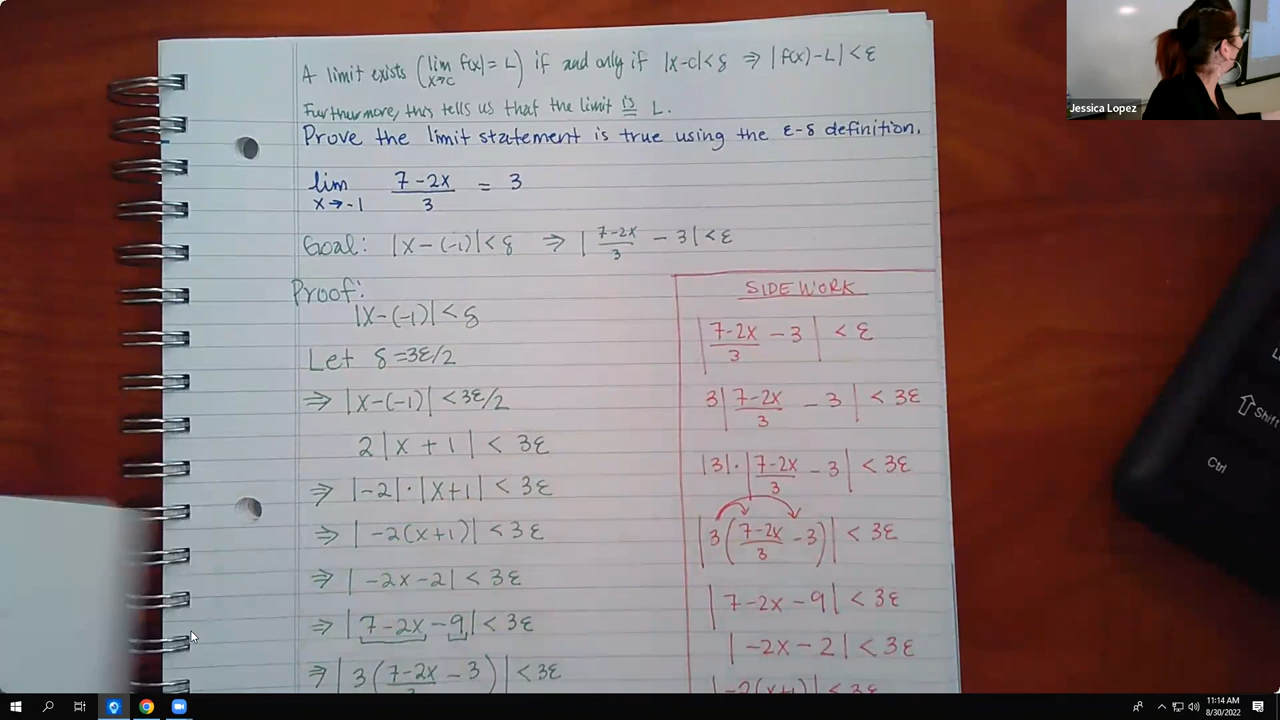 A limit exists (lim x→c f(x) = L) if and only if |x-c|<δ ⇒ |f(x)-L|<ε
Furthermore, this tells us that the limit is L.
Prove the limit statement is true using the ε-δ definition.
lim x→-1 (7-2x)/3 = 3
Goal: |x-(-1)|<δ ⇒ |(7-2x)/3 - 3|<ε
Proof:
|x-(-1)|<δ
Let δ=3ε/2
⇒ |x-(-1)|<3ε/2
2|x+1|<3ε
⇒ |-2|·|x+1|<3ε
⇒ |-2(x+1)|<3ε
⇒ |-2x-2|<3ε
⇒ |7-2x-9|<3ε
⇒ |3((7-2x)/3 - 3)|<3ε
SIDE WORK
|(7-2x)/3 - 3|<ε
3|(7-2x)/3 - 3|<3ε
|3|·|(7-2x)/3 - 3|<3ε
|3((7-2x)/3 - 3)|<3ε
|7-2x-9|<3ε
|-2x-2|<3ε
|-2(x+1)|<3ε
Jessica Lopez
Shift
Ctrl
11:14 AM
8/30/2022